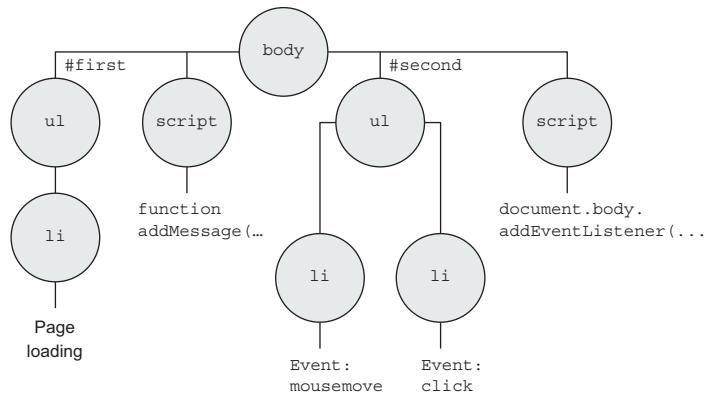 body
#first
#second
ul
script
ul
script
function
addMessage(…
document.body.
addEventListener(...
li
li
li
Page
loading
Event:
mousemove
Event:
click